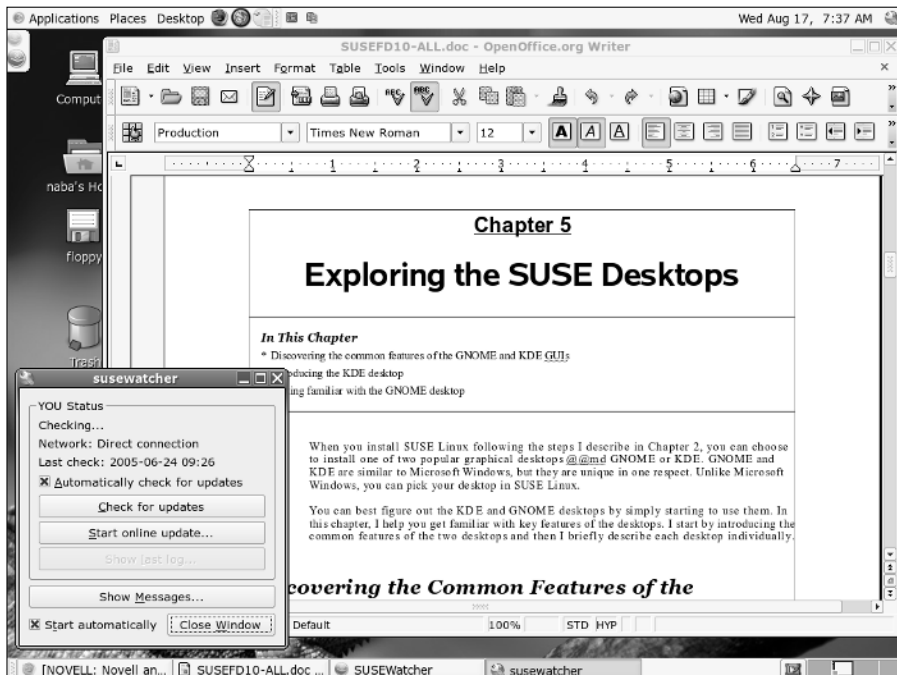 Applications Places Desktop
Wed Aug 17, 7:37 AM
SUSEFD10-ALL.doc - OpenOffice.org Writer
File Edit View Insert Format Table Tools Window Help
Production Times New Roman 12 A A A
1 2 3 4 5 6 7
naba's Ho
floppy
Trash
Chapter 5
Exploring the SUSE Desktops
In This Chapter
* Discovering the common features of the GNOME and KDE GUIs
oducing the KDE desktop
ing familiar with the GNOME desktop
When you install SUSE Linux following the steps I describe in Chapter 2, you can choose
to install one of two popular graphical desktops @@md GNOME or KDE. GNOME and
KDE are similar to Microsoft Windows, but they are unique in one respect. Unlike Microsoft
Windows, you can pick your desktop in SUSE Linux.
You can best figure out the KDE and GNOME desktops by simply starting to use them. In
this chapter, I help you get familiar with key features of the desktops. I start by introducing the
common features of the two desktops and then I briefly describe each desktop individually.
covering the Common Features of the
Default 100% STD HYP
susewatcher
YOU Status
Checking...
Network: Direct connection
Last check: 2005-06-24 09:26
Automatically check for updates
Check for updates
Start online update...
Show last log...
Show Messages...
Start automatically Close Window
[NOVELL: Novell an... SUSEFD10-ALL.doc ... SUSEWatcher susewatcher